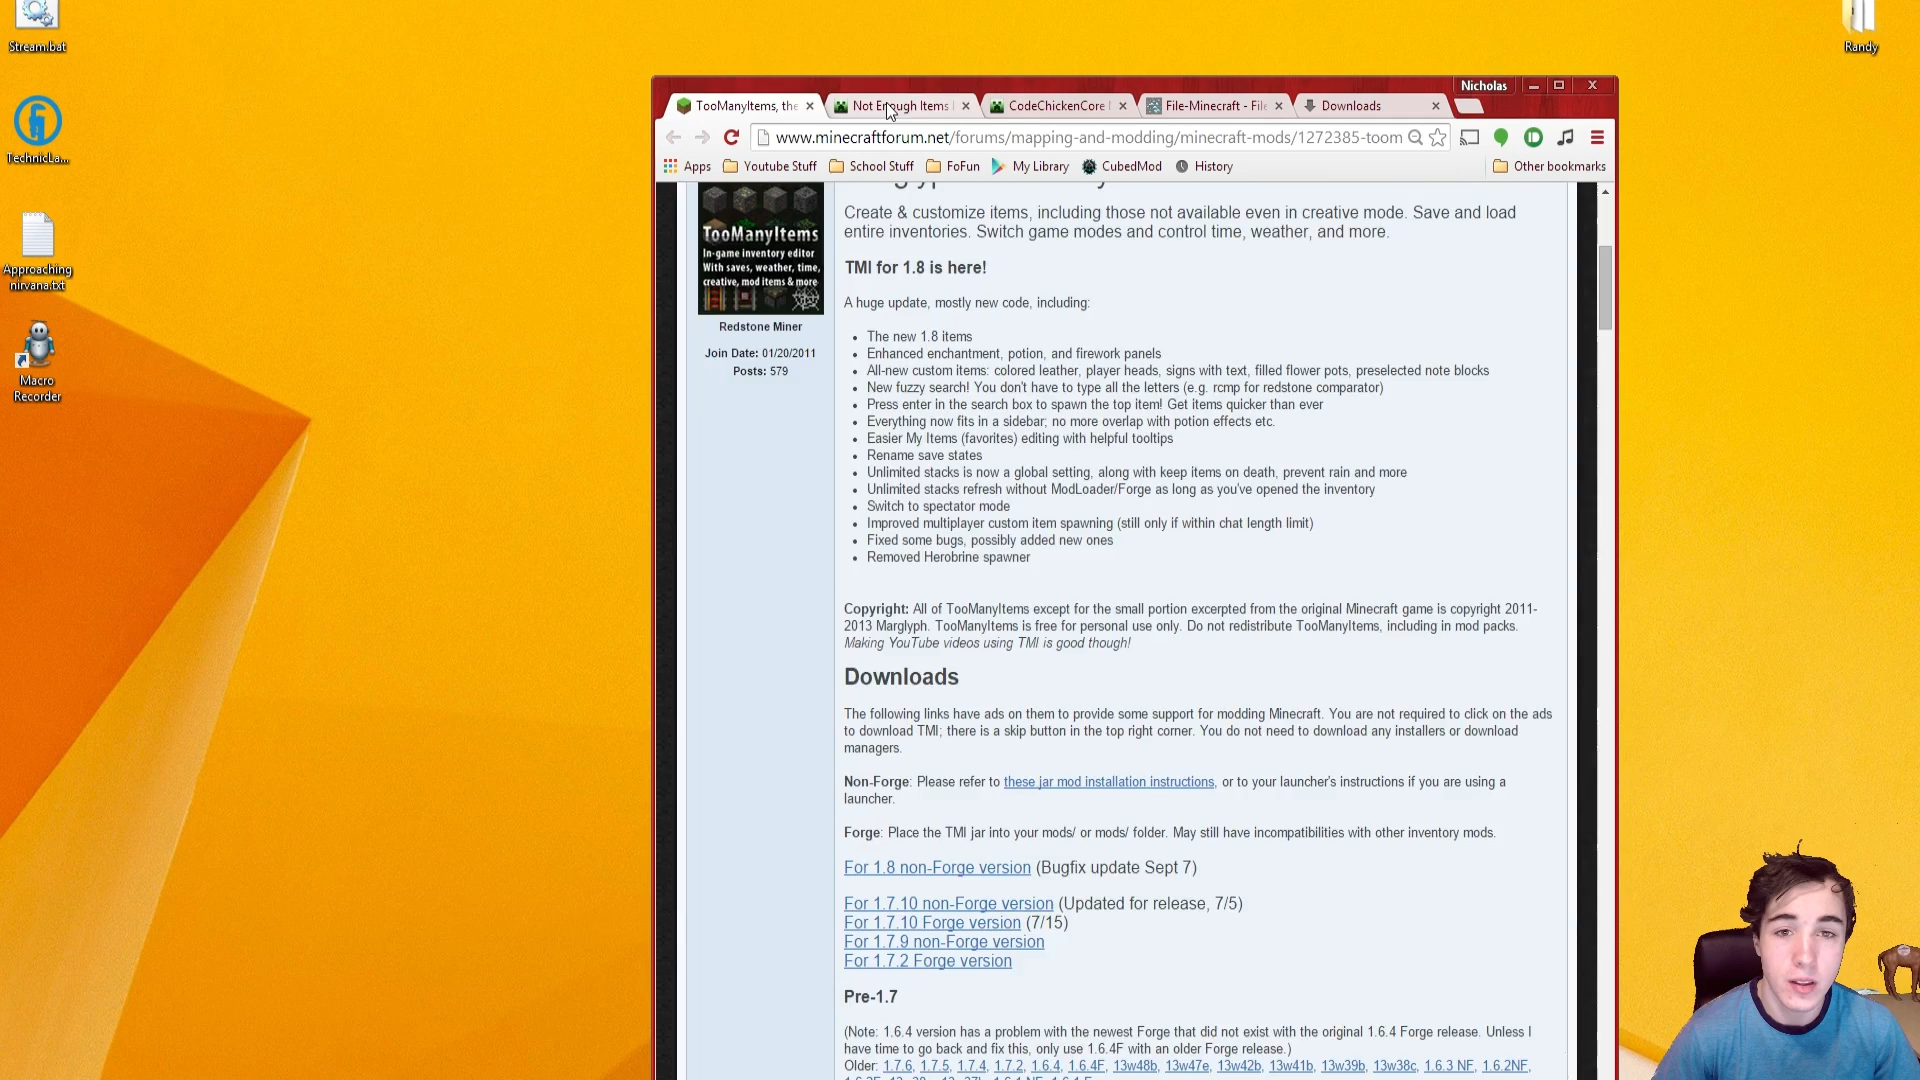 Stream.bat
TechnicLa...
Approaching
nirvana.txt
Macro
Recorder
Randy
Nicholas
TooManyItems, the
Not Enough Items
CodeChickenCore
File-Minecraft - File
Downloads
www.minecraftforum.net/forums/mapping-and-modding/minecraft-mods/1272385-toom
Apps
Youtube Stuff
School Stuff
FoFun
My Library
CubedMod
History
Other bookmarks
TooManyItems
In-game inventory editor
With saves, weather, time,
creative, mod items & more
Redstone Miner
Join Date: 01/20/2011
Posts: 579
Create & customize items, including those not available even in creative mode. Save and load
entire inventories. Switch game modes and control time, weather, and more.
TMI for 1.8 is here!
A huge update, mostly new code, including:
• The new 1.8 items
• Enhanced enchantment, potion, and firework panels
• All-new custom items: colored leather, player heads, signs with text, filled flower pots, preselected note blocks
• New fuzzy search! You don't have to type all the letters (e.g. rcmp for redstone comparator)
• Press enter in the search box to spawn the top item! Get items quicker than ever
• Everything now fits in a sidebar; no more overlap with potion effects etc.
• Easier My Items (favorites) editing with helpful tooltips
• Rename save states
• Unlimited stacks is now a global setting, along with keep items on death, prevent rain and more
• Unlimited stacks refresh without ModLoader/Forge as long as you've opened the inventory
• Switch to spectator mode
• Improved multiplayer custom item spawning (still only if within chat length limit)
• Fixed some bugs, possibly added new ones
• Removed Herobrine spawner
Copyright: All of TooManyItems except for the small portion excerpted from the original Minecraft game is copyright 2011-
2013 Marglyph. TooManyItems is free for personal use only. Do not redistribute TooManyItems, including in mod packs.
Making YouTube videos using TMI is good though!
Downloads
The following links have ads on them to provide some support for modding Minecraft. You are not required to click on the ads
to download TMI; there is a skip button in the top right corner. You do not need to download any installers or download
managers.
Non-Forge: Please refer to these jar mod installation instructions, or to your launcher's instructions if you are using a
launcher.
Forge: Place the TMI jar into your mods/ or mods/ folder. May still have incompatibilities with other inventory mods.
For 1.8 non-Forge version (Bugfix update Sept 7)
For 1.7.10 non-Forge version (Updated for release, 7/5)
For 1.7.10 Forge version (7/15)
For 1.7.9 non-Forge version
For 1.7.2 Forge version
Pre-1.7
(Note: 1.6.4 version has a problem with the newest Forge that did not exist with the original 1.6.4 Forge release. Unless I
have time to go back and fix this, only use 1.6.4F with an older Forge release.)
Older: 1.7.6, 1.7.5, 1.7.4, 1.7.2, 1.6.4, 1.6.4F, 13w48b, 13w47e, 13w42b, 13w41b, 13w39b, 13w38c, 1.6.3 NF, 1.6.2NF,